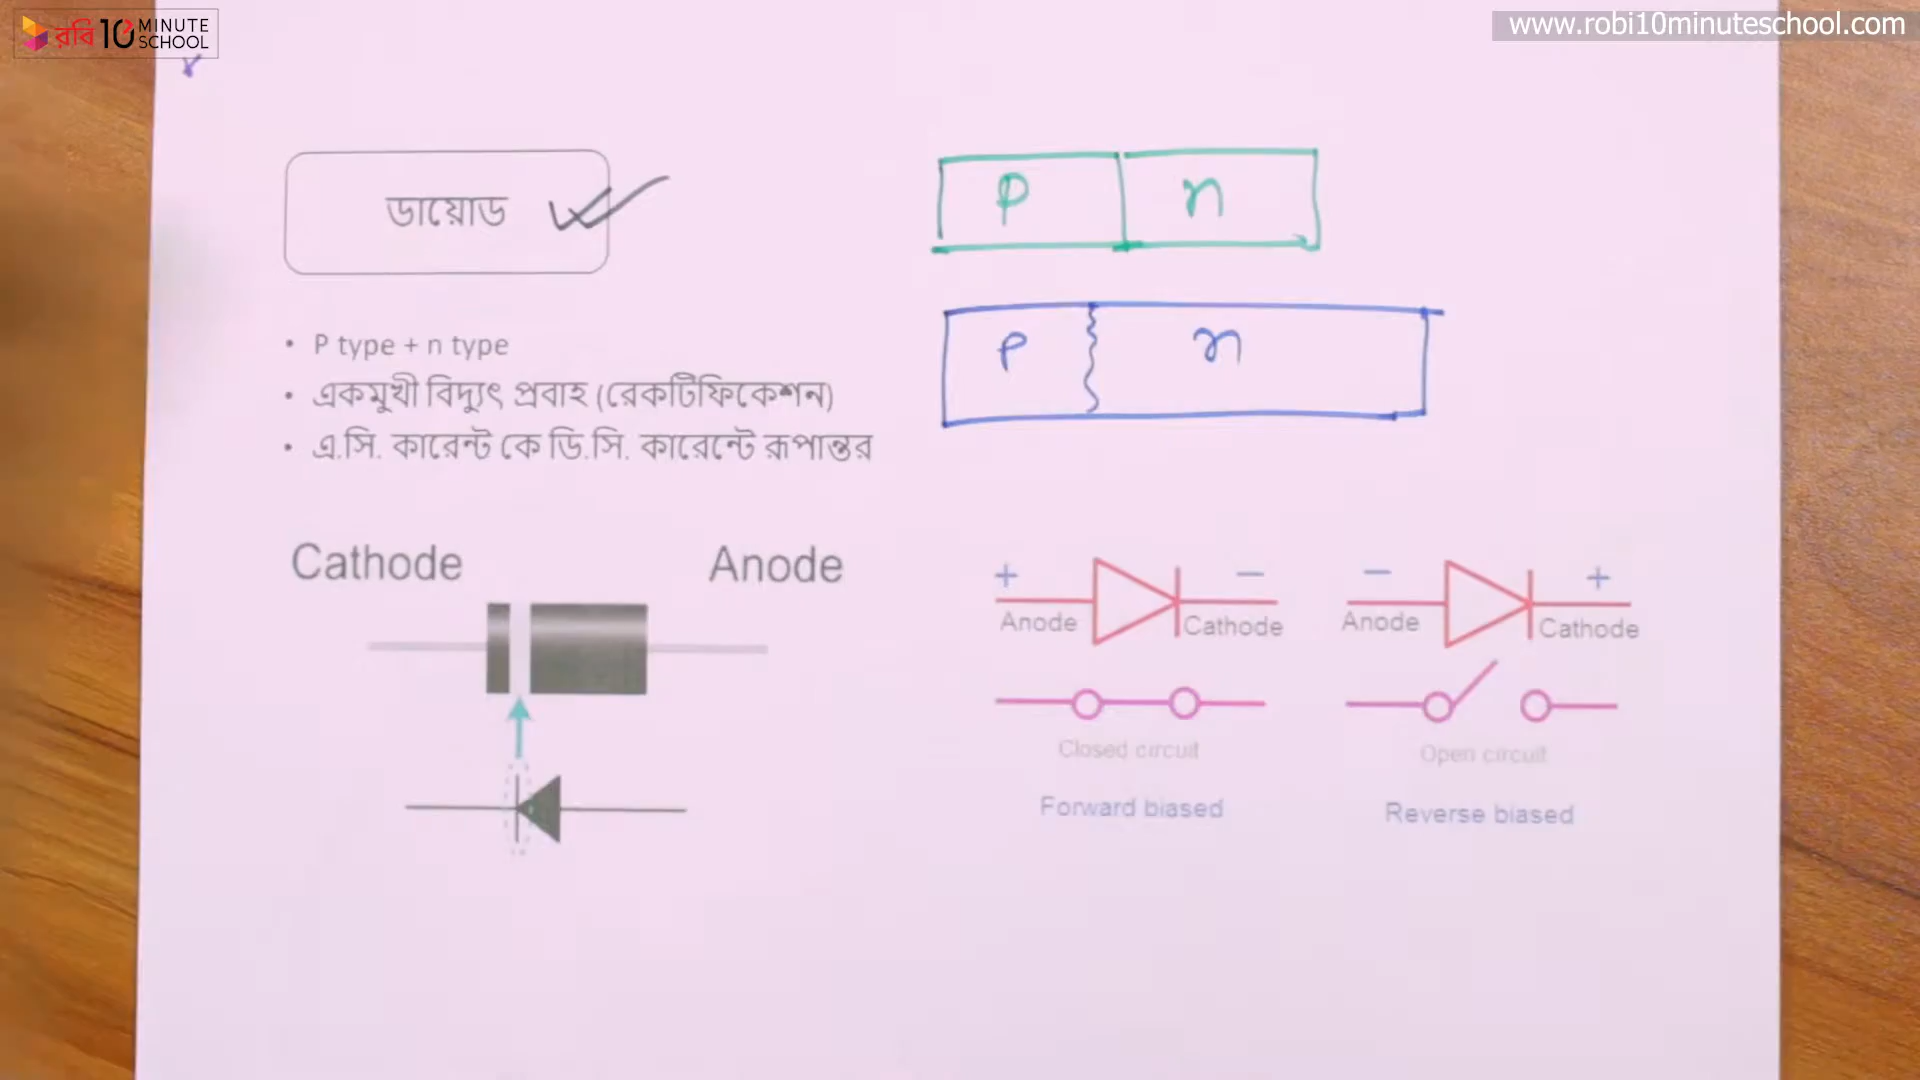 রবি 10 MINUTE SCHOOL
www.robi10minuteschool.com
ডায়োড
P n
• P type + n type
• একমুখী বিদ্যুৎ প্রবাহ (রেকটিফিকেশন)
• এ.সি. কারেন্ট কে ডি.সি. কারেন্টে রূপান্তর
P n
Cathode Anode
+ − − +
Anode Cathode Anode Cathode
Closed circuit Open circuit
Forward biased Reverse biased